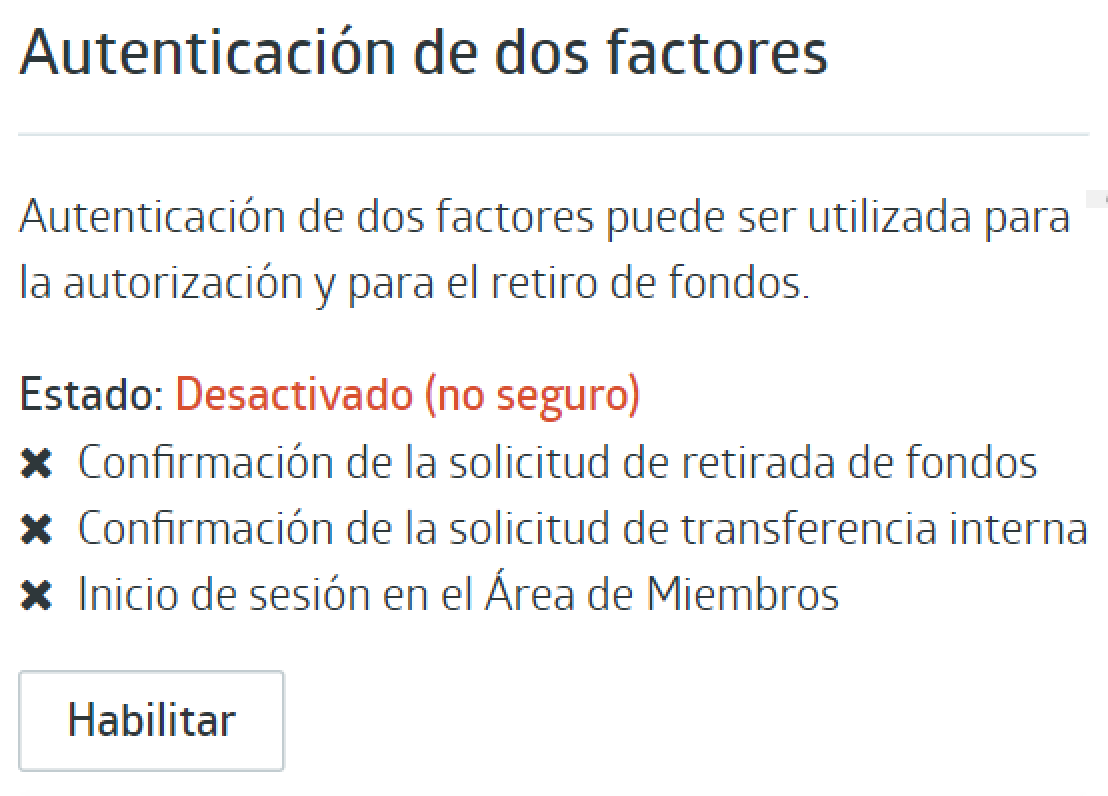 Autenticación de dos factores
Autenticación de dos factores puede ser utilizada para
la autorización y para el retiro de fondos.
Estado: Desactivado (no seguro)
✖ Confirmación de la solicitud de retirada de fondos
✖ Confirmación de la solicitud de transferencia interna
✖ Inicio de sesión en el Área de Miembros
Habilitar